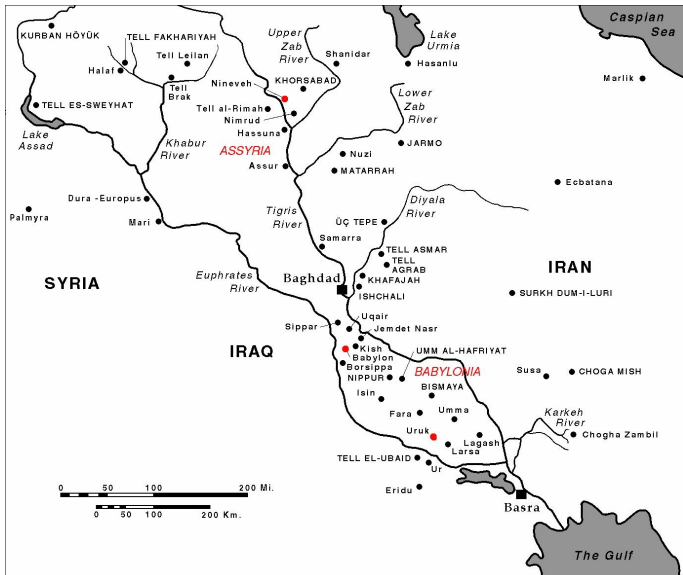 Caspian
Sea
Upper
Zab
River
Lake
Urmia
KURBAN HÖYÜK
TELL FAKHARIYAH
Tell Leilan
Shanidar
Hasanlu
Halaf
Tell
Brak
Nineveh
KHORSABAD
Marlik
Lower
Zab
River
TELL ES-SWEYHAT
Tell al-Rimah
Nimrud
Lake
Assad
Khabur
River
Hassuna
ASSYRIA
Nuzi
JARMO
Assur
MATARRAH
Ecbatana
Diyala
River
Dura -Europus
Palmyra
Mari
Tigris
River
ÜÇ TEPE
Samarra
TELL ASMAR
TELL
AGRAB
SYRIA
Euphrates
River
Baghdad
KHAFAJAH
IRAN
ISHCHALI
SURKH DUM-I-LURI
Uqair
Sippar
Jemdet Nasr
IRAQ
Kish
Babylon
Borsippa
UMM AL-HAFRIYAT
NIPPUR
BABYLONIA
Susa
CHOGA MISH
Isin
BISMAYA
Fara
Umma
Karkeh
River
Uruk
Lagash
Larsa
Chogha Zambil
TELL EL-UBAID
Ur
Eridu
0 50 100 200 Mi.
0 50 100 200 Km.
Basra
The Gulf